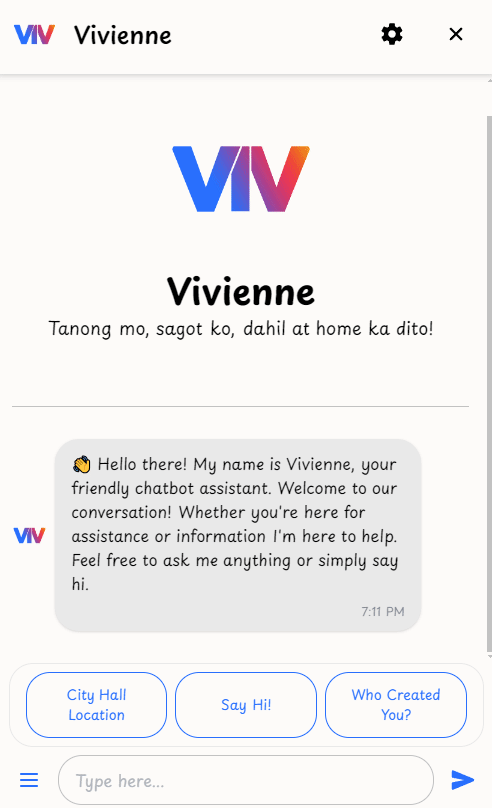 VIV Vivienne
VIV
Vivienne
Tanong mo, sagot ko, dahil at home ka dito!
👏 Hello there! My name is Vivienne, your
friendly chatbot assistant. Welcome to our
conversation! Whether you're here for
assistance or information I'm here to help.
Feel free to ask me anything or simply say
hi.
VIV
7:11 PM
City Hall
Location
Say Hi!
Who Created
You?
Type here...